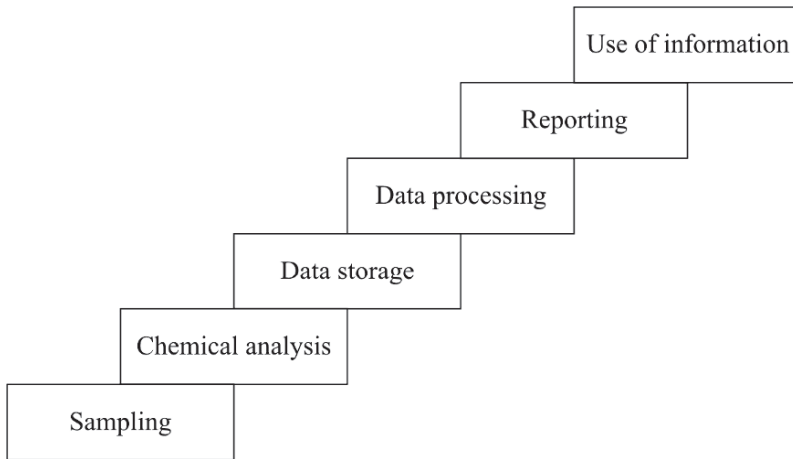 Use of information
Reporting
Data processing
Data storage
Chemical analysis
Sampling